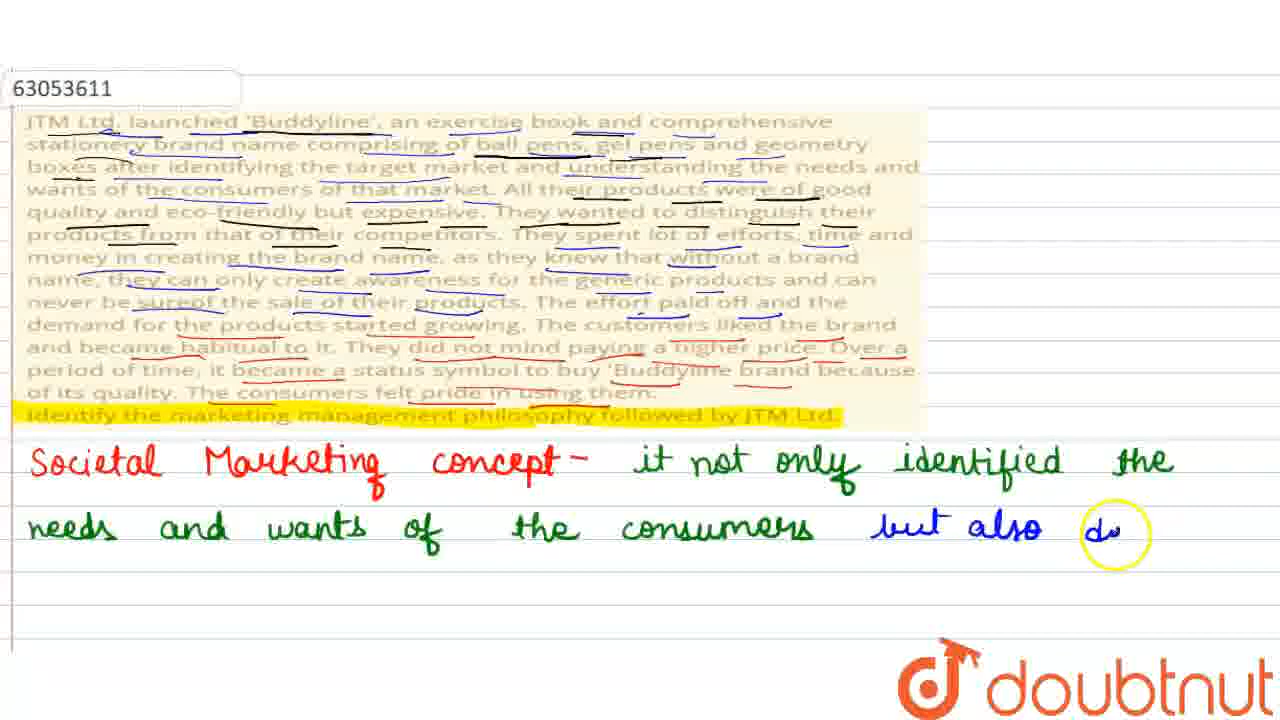 63053611
JTM Ltd. launched 'Buddyline', an exercise book and comprehensive
stationery brand name comprising of ball pens, gel pens and geometry
boxes after identifying the target market and understanding the needs and
wants of the consumers of that market. All their products were of good
quality and eco-friendly but expensive. They wanted to distinguish their
products from that of their competitors. They spent lot of efforts, time and
money in creating the brand name, as they knew that without a brand
name, they can only create awareness for the generic products and can
never be sureof the sale of their products. The effort paid off and the
demand for the products started growing. The customers liked the brand
and became habitual to it. They did not mind paying a higher price. Over a
period of time, it became a status symbol to buy 'Buddyline brand because
of its quality. The consumers felt pride in using them.
Identify the marketing management philosophy followed by JTM Ltd.
Societal Marketing concept - it not only identified the
needs and wants of the consumers but also
doubtnut